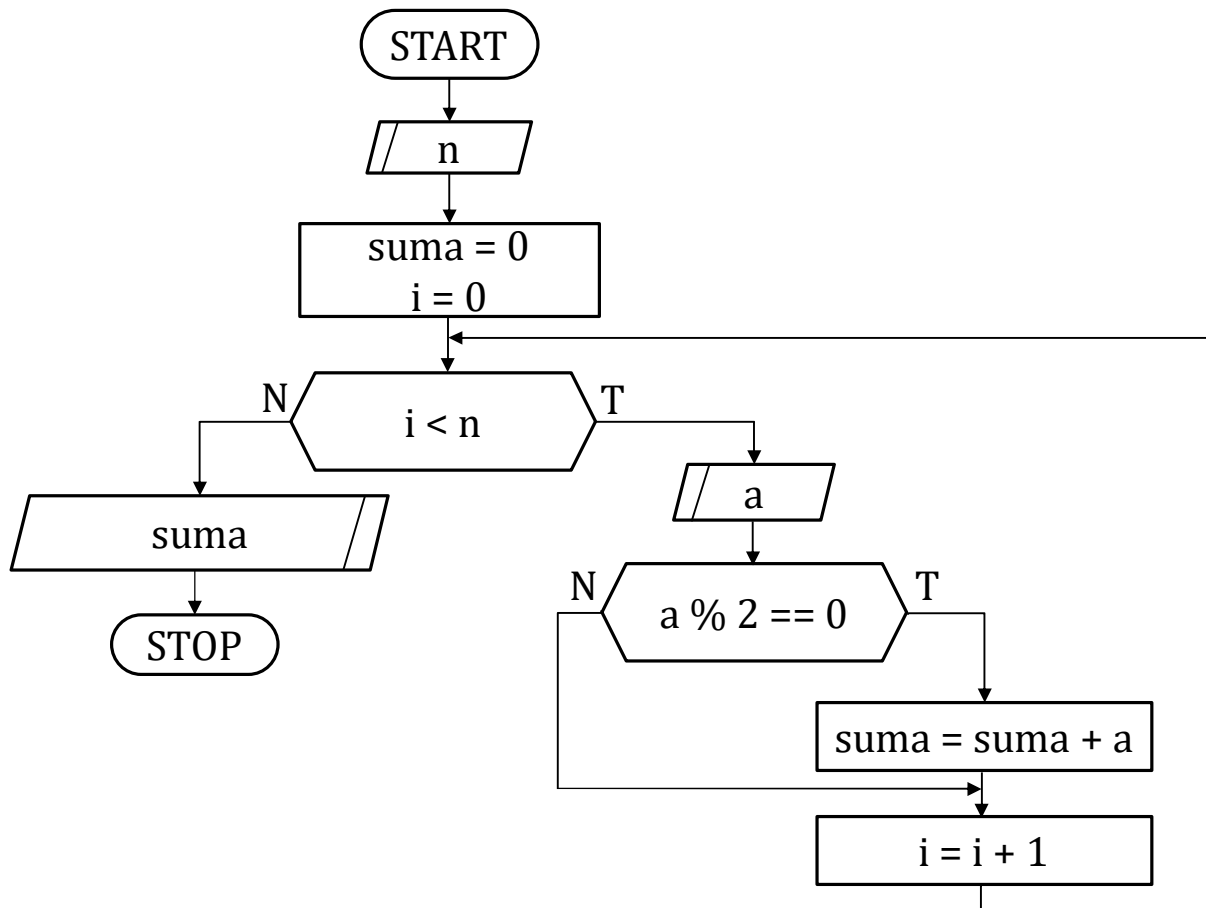 START
n
suma = 0
i = 0
N
T
i < n
a
suma
N
T
a % 2 == 0
STOP
suma = suma + a
i = i + 1